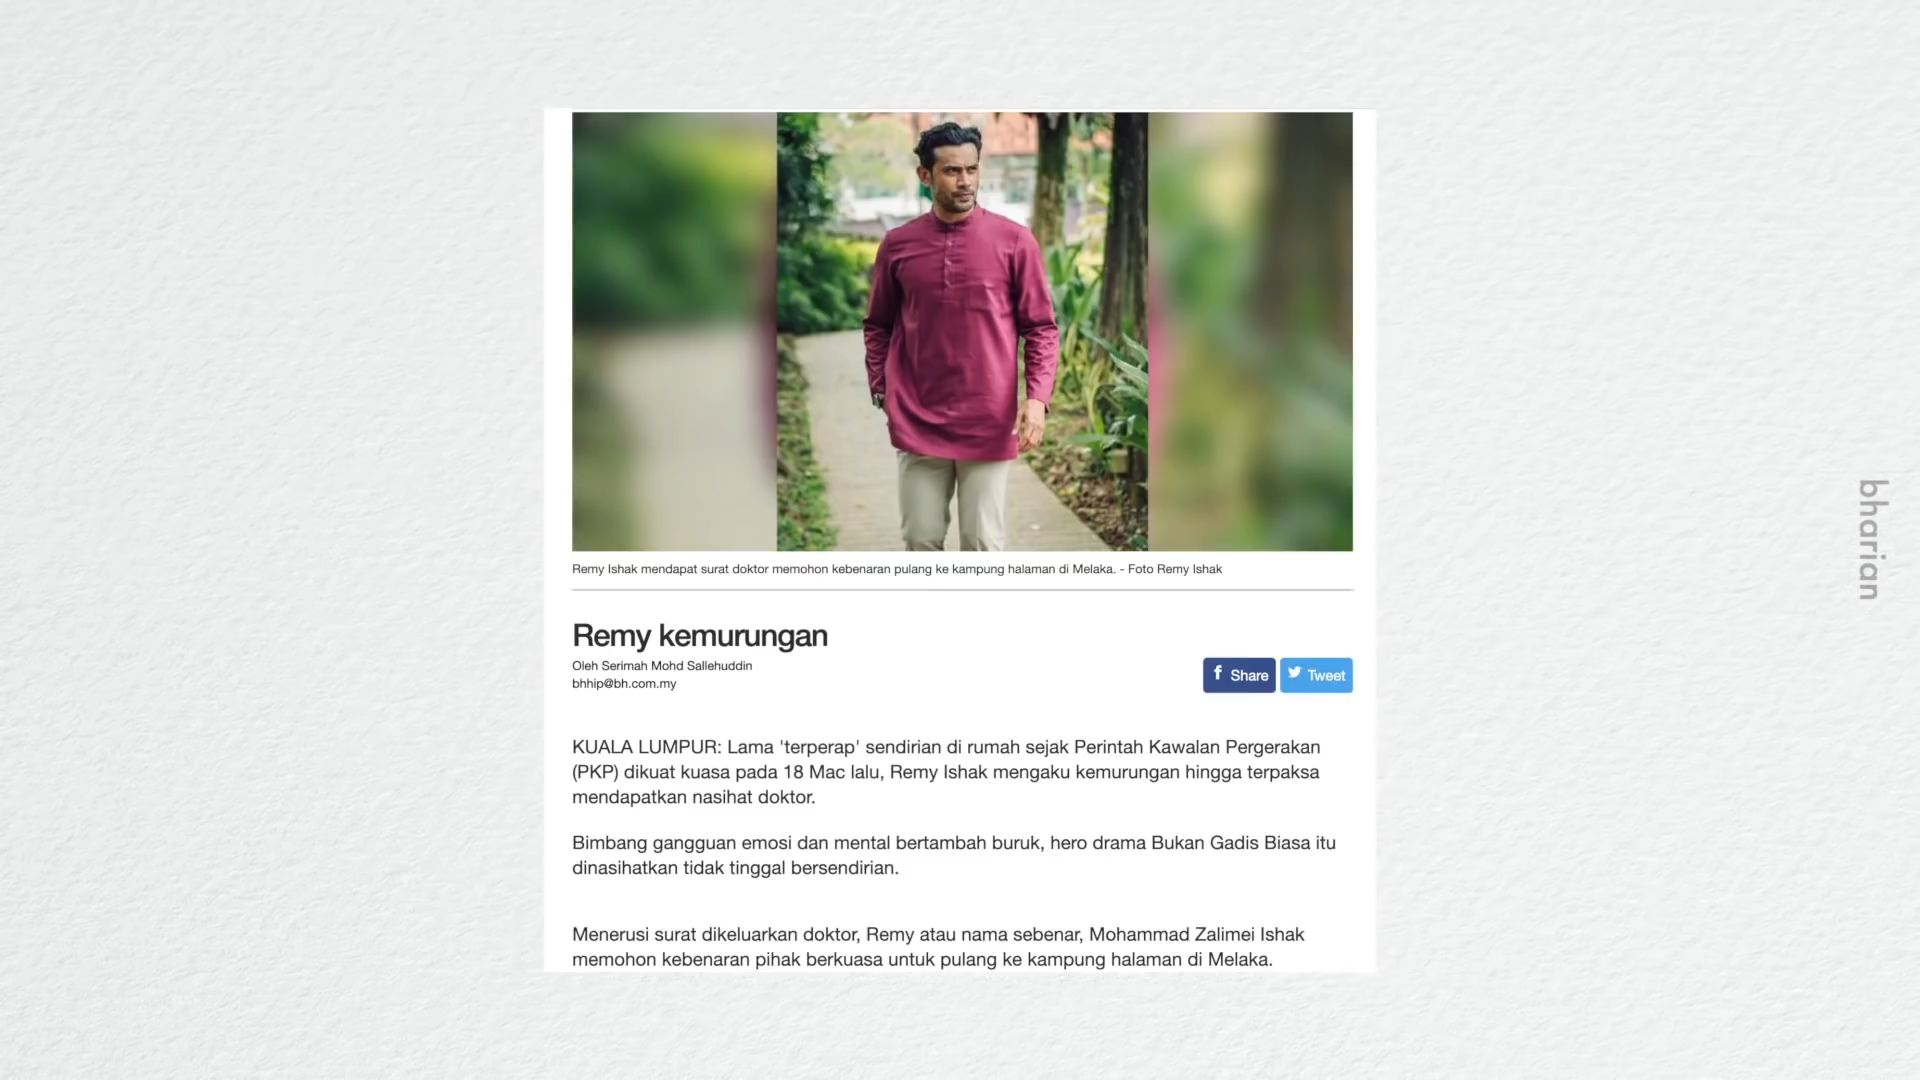 Remy Ishak mendapat surat doktor memohon kebenaran pulang ke kampung halaman di Melaka. - Foto Remy Ishak
Remy kemurungan
Oleh Serimah Mohd Sallehuddin
bhhip@bh.com.my
Share
Tweet
KUALA LUMPUR: Lama 'terperap' sendirian di rumah sejak Perintah Kawalan Pergerakan
(PKP) dikuat kuasa pada 18 Mac lalu, Remy Ishak mengaku kemurungan hingga terpaksa
mendapatkan nasihat doktor.
Bimbang gangguan emosi dan mental bertambah buruk, hero drama Bukan Gadis Biasa itu
dinasihatkan tidak tinggal bersendirian.
Menerusi surat dikeluarkan doktor, Remy atau nama sebenar, Mohammad Zalimei Ishak
memohon kebenaran pihak berkuasa untuk pulang ke kampung halaman di Melaka.
bharian